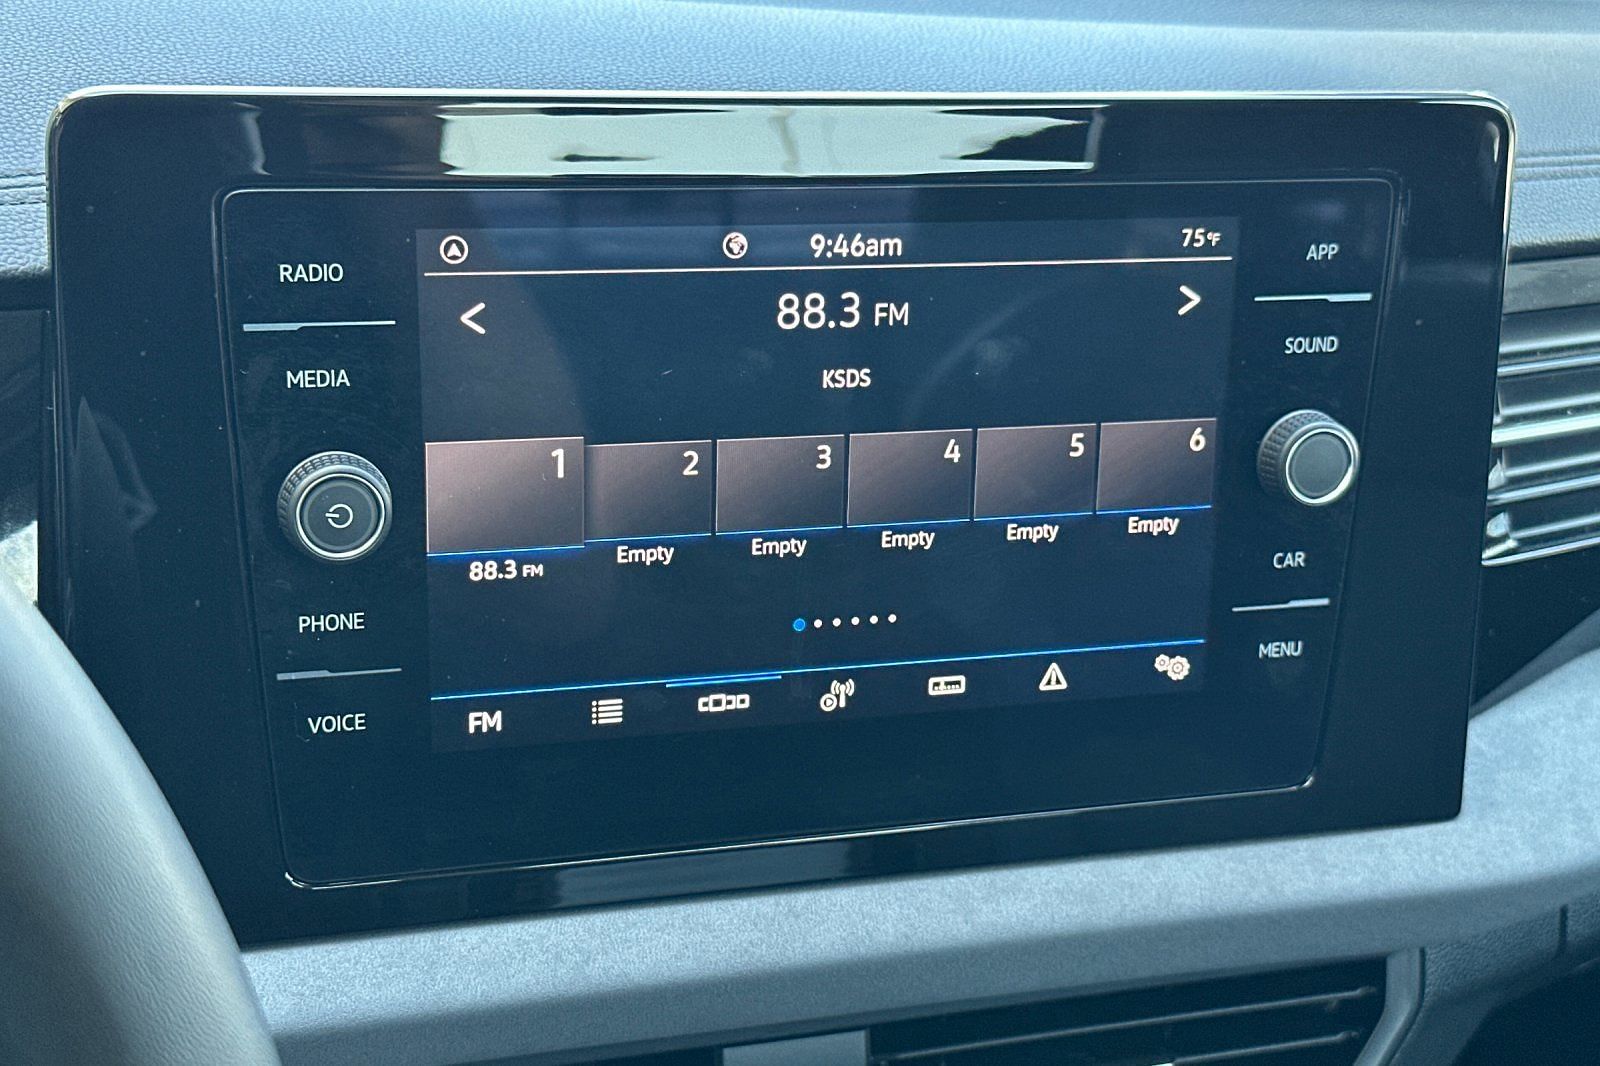 RADIO
MEDIA
PHONE
VOICE
9:46am
75°F
88.3 FM
KSDS
1
2
3
4
5
6
88.3 FM
Empty
Empty
Empty
Empty
Empty
FM
APP
SOUND
CAR
MENU